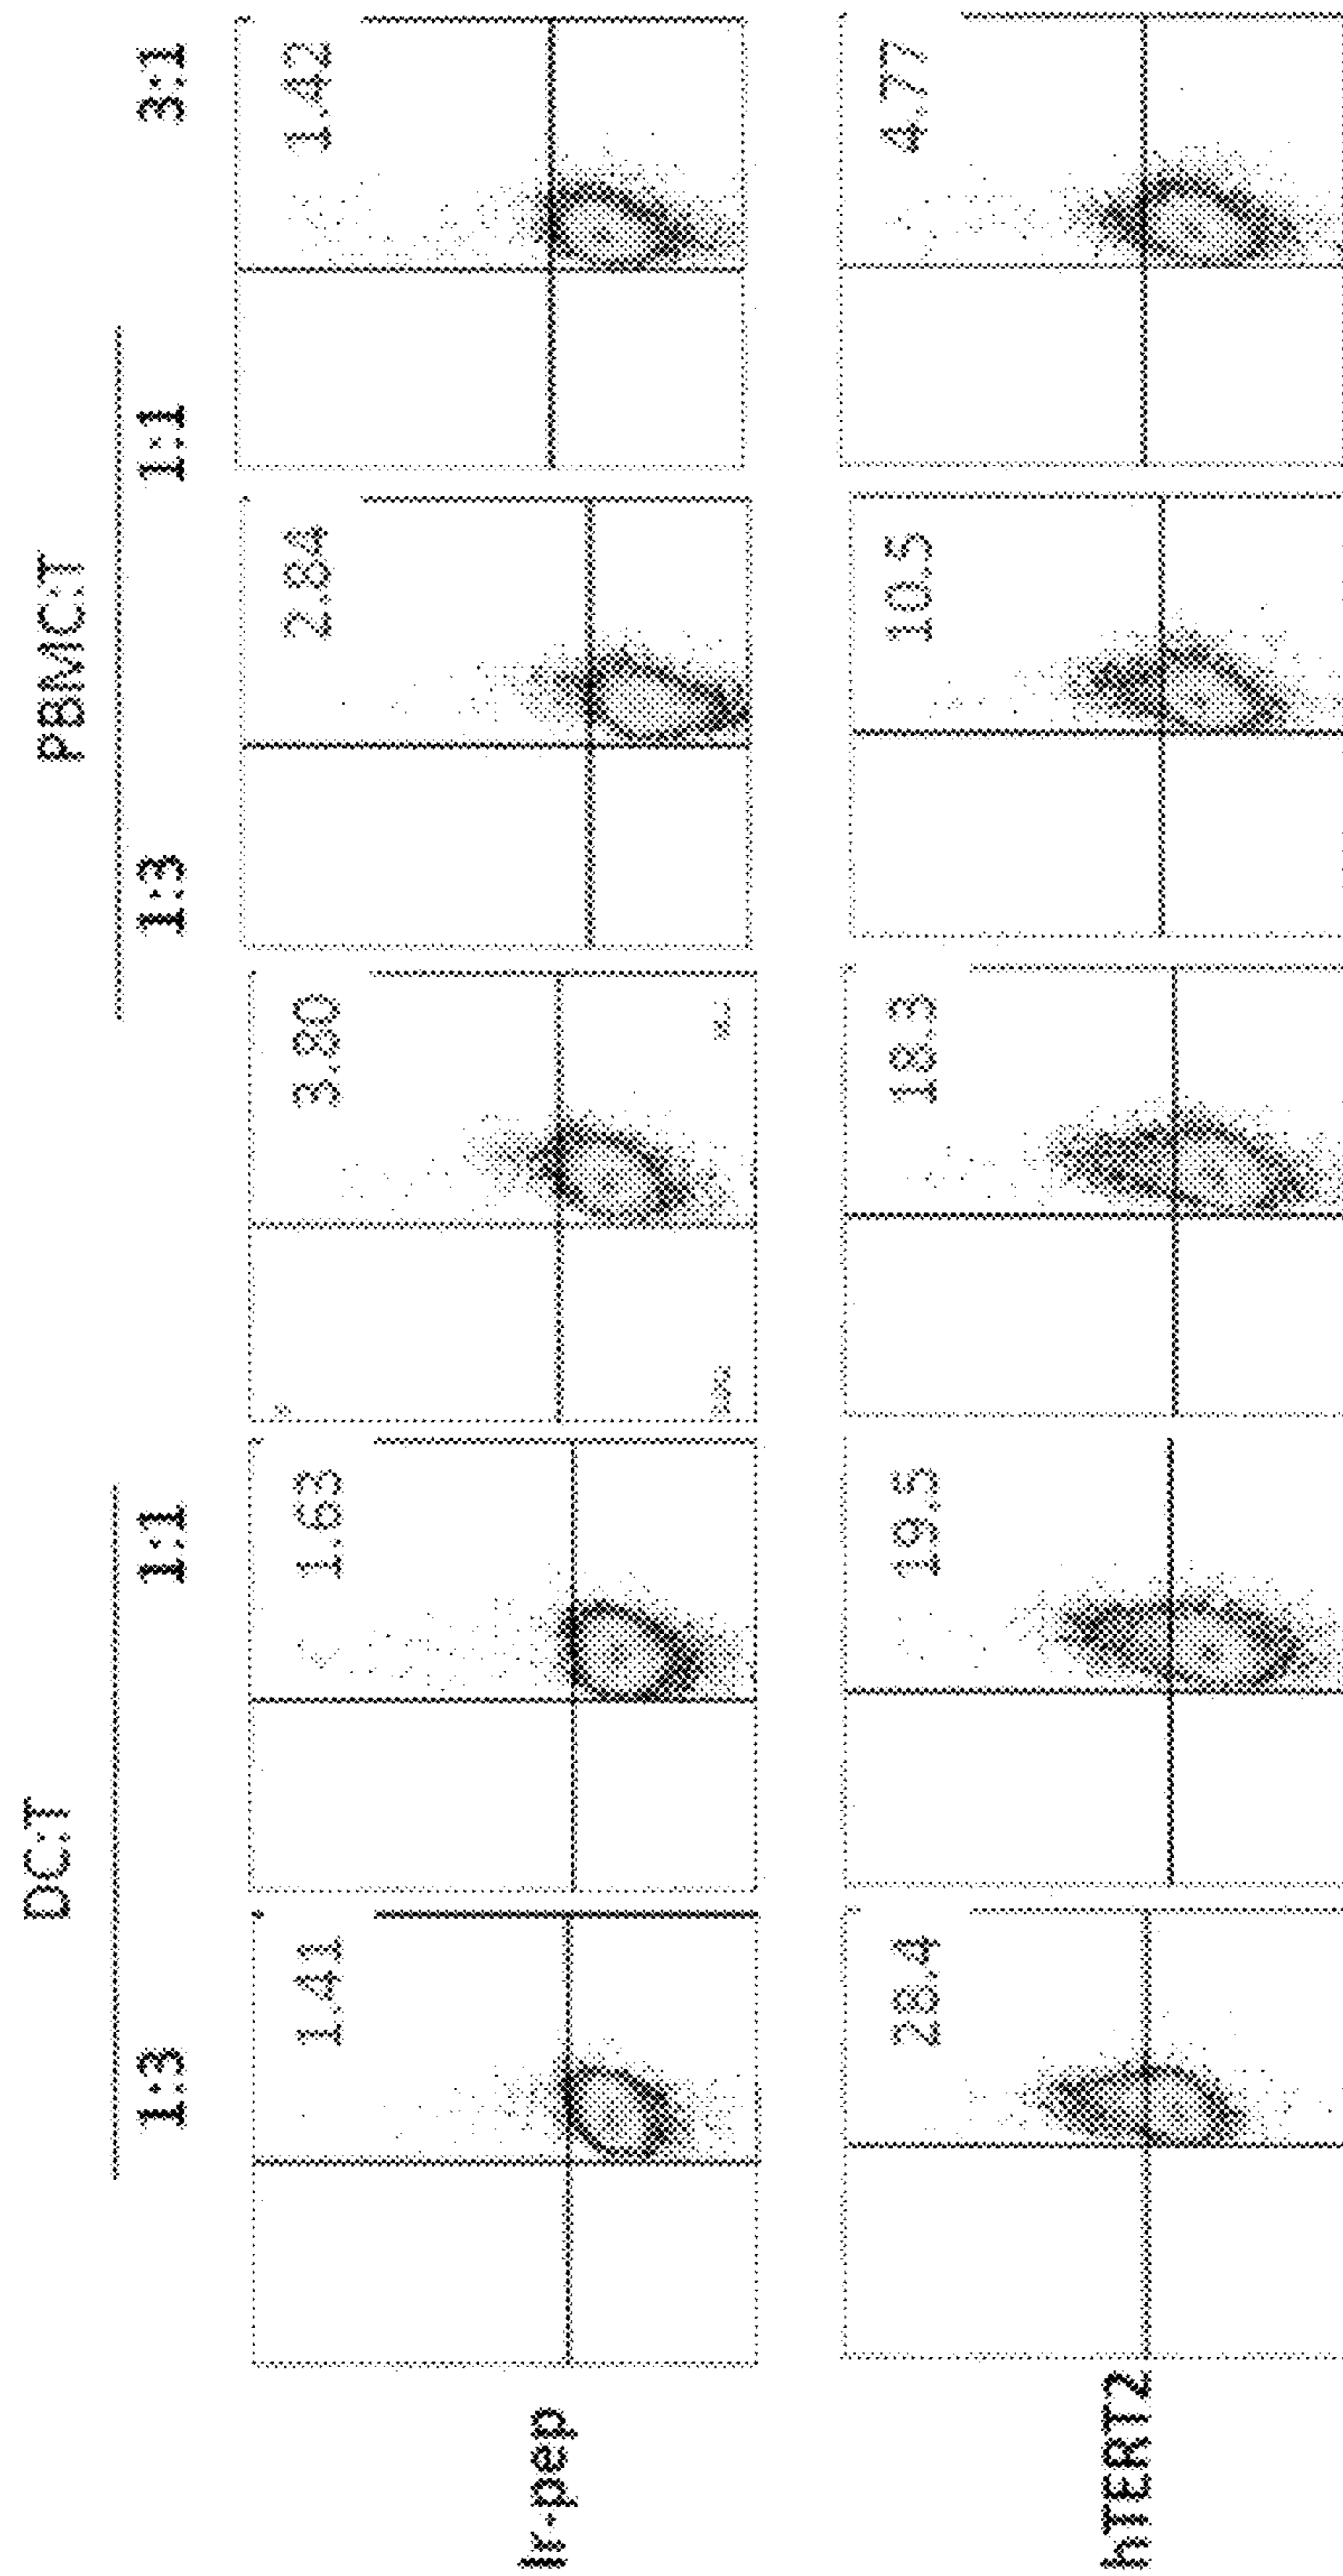 DC:T PBMC:T
1:3 1:1 1:3 1:1 3:1
Ir-pep 1.41 1.63 3.80 2.84 1.42
hTERT2 28.4 19.5 18.3 10.5 4.77